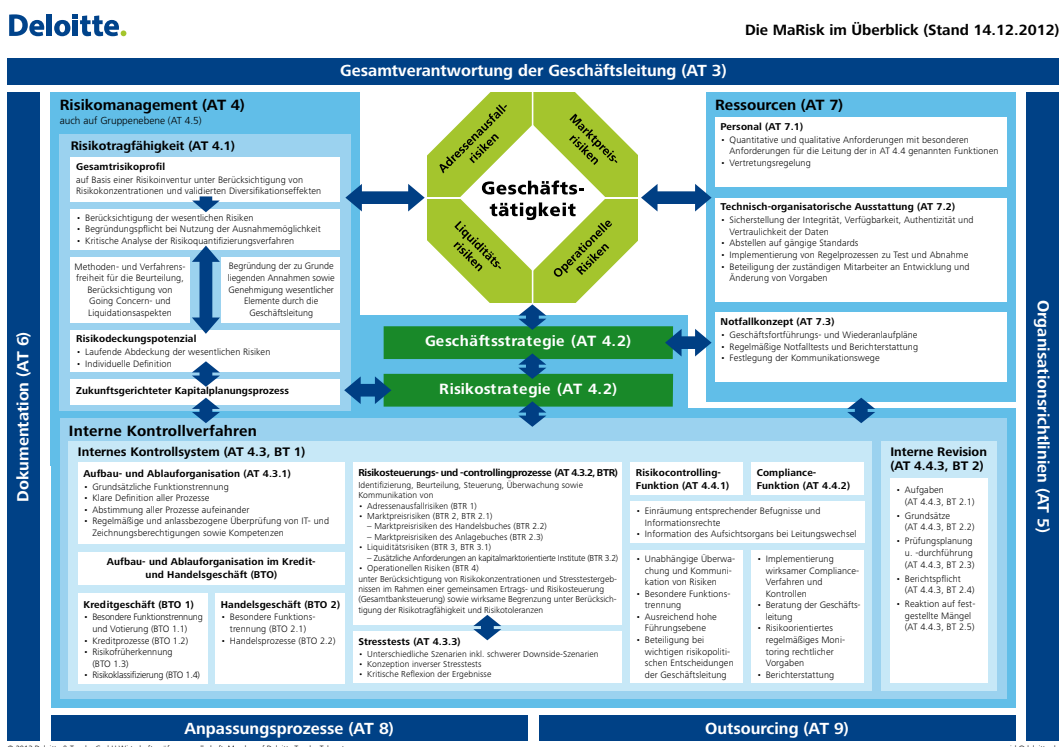 Deloitte.
Die MaRisk im Überblick (Stand 14.12.2012)
Gesamtverantwortung der Geschäftsleitung (AT 3)
Dokumentation (AT 6)
Risikomanagement (AT 4)
auch auf Gruppenebene (AT 4.5)
Risikotragfähigkeit (AT 4.1)
Gesamtrisikoprofil
auf Basis einer Risikoinventur unter Berücksichtigung von
Risikokonzentrationen und validierten Diversifikationseffekten
• Berücksichtigung der wesentlichen Risiken
• Begründungspflicht bei Nutzung der Ausnahmemöglichkeit
• Kritische Analyse der Risikoquantifizierungsverfahren
Methoden- und Verfahrens-
freiheit für die Beurteilung,
Berücksichtigung von
Going Concern- und
Liquidationsaspekten
Begründung der zu Grunde
liegenden Annahmen sowie
Genehmigung wesentlicher
Elemente durch die
Geschäftsleitung
Risikodeckungspotenzial
• Laufende Abdeckung der wesentlichen Risiken
• Individuelle Definition
Zukunftsgerichteter Kapitalplanungsprozess
Adressenausfall-
risiken
Marktpreis-
risiken
Geschäfts-
tätigkeit
Liquiditäts-
risiken
Operationelle
Risiken
Geschäftsstrategie (AT 4.2)
Risikostrategie (AT 4.2)
Ressourcen (AT 7)
Personal (AT 7.1)
• Quantitative und qualitative Anforderungen mit besonderen
Anforderungen für die Leitung der in AT 4.4 genannten Funktionen
• Vertretungsregelung
Technisch-organisatorische Ausstattung (AT 7.2)
• Sicherstellung der Integrität, Verfügbarkeit, Authentizität und
Vertraulichkeit der Daten
• Abstellen auf gängige Standards
• Implementierung von Regelprozessen zu Test und Abnahme
• Beteiligung der zuständigen Mitarbeiter an Entwicklung und
Änderung von Vorgaben
Notfallkonzept (AT 7.3)
• Geschäftsfortführungs- und Wiederanlaufpläne
• Regelmäßige Notfalltests und Berichterstattung
• Festlegung der Kommunikationswege
Organisationsrichtlinien (AT 5)
Interne Kontrollverfahren
Internes Kontrollsystem (AT 4.3, BT 1)
Aufbau- und Ablauforganisation (AT 4.3.1)
• Grundsätzliche Funktionstrennung
• Klare Definition aller Prozesse
• Abstimmung aller Prozesse aufeinander
• Regelmäßige und anlassbezogene Überprüfung von IT- und
Zeichnungsberechtigungen sowie Kompetenzen
Aufbau- und Ablauforganisation im Kredit-
und Handelsgeschäft (BTO)
Kreditgeschäft (BTO 1)
• Besondere Funktionstrennung
und Votierung (BTO 1.1)
• Kreditprozesse (BTO 1.2)
• Risikofrüherkennung
(BTO 1.3)
• Risikoklassifizierung (BTO 1.4)
Handelsgeschäft (BTO 2)
• Besondere Funktions-
trennung (BTO 2.1)
• Handelsprozesse (BTO 2.2)
Risikosteuerungs- und -controllingprozesse (AT 4.3.2, BTR)
Identifizierung, Beurteilung, Steuerung, Überwachung sowie
Kommunikation von
• Adressenausfallrisiken (BTR 1)
• Marktpreisrisiken (BTR 2, BTR 2.1)
– Marktpreisrisiken des Handelsbuches (BTR 2.2)
– Marktpreisrisiken des Anlagebuches (BTR 2.3)
• Liquiditätsrisiken (BTR 3, BTR 3.1)
– Zusätzliche Anforderungen an kapitalmarktorientierte Institute (BTR 3.2)
• Operationellen Risiken (BTR 4)
unter Berücksichtigung von Risikokonzentrationen und Stresstestergeb-
nissen im Rahmen einer gemeinsamen Ertrags- und Risikosteuerung
(Gesamtbanksteuerung) sowie wirksame Begrenzung unter Berücksich-
tigung der Risikotragfähigkeit und Risikotoleranzen
Stresstests (AT 4.3.3)
• Unterschiedliche Szenarien inkl. schwerer Downside-Szenarien
• Konzeption inverser Stresstests
• Kritische Reflexion der Ergebnisse
Risikocontrolling-
Funktion (AT 4.4.1)
Compliance-
Funktion (AT 4.4.2)
• Einräumung entsprechender Befugnisse und
Informationsrechte
• Information des Aufsichtsorgans bei Leitungswechsel
• Unabhängige Überwa-
chung und Kommuni-
kation von Risiken
• Besondere Funktions-
trennung
• Ausreichend hohe
Führungsebene
• Beteiligung bei
wichtigen risikopoliti-
schen Entscheidungen
der Geschäftsleitung
• Implementierung
wirksamer Compliance-
Verfahren und
Kontrollen
• Beratung der Geschäfts-
leitung
• Risikoorientiertes
regelmäßiges Moni-
toring rechtlicher
Vorgaben
• Berichterstattung
Interne Revision
(AT 4.4.3, BT 2)
• Aufgaben
(AT 4.4.3, BT 2.1)
• Grundsätze
(AT 4.4.3, BT 2.2)
• Prüfungsplanung
u. -durchführung
(AT 4.4.3, BT 2.3)
• Berichtspflicht
(AT 4.4.3, BT 2.4)
• Reaktion auf fest-
gestellte Mängel
(AT 4.4.3, BT 2.5)
Anpassungsprozesse (AT 8)
Outsourcing (AT 9)